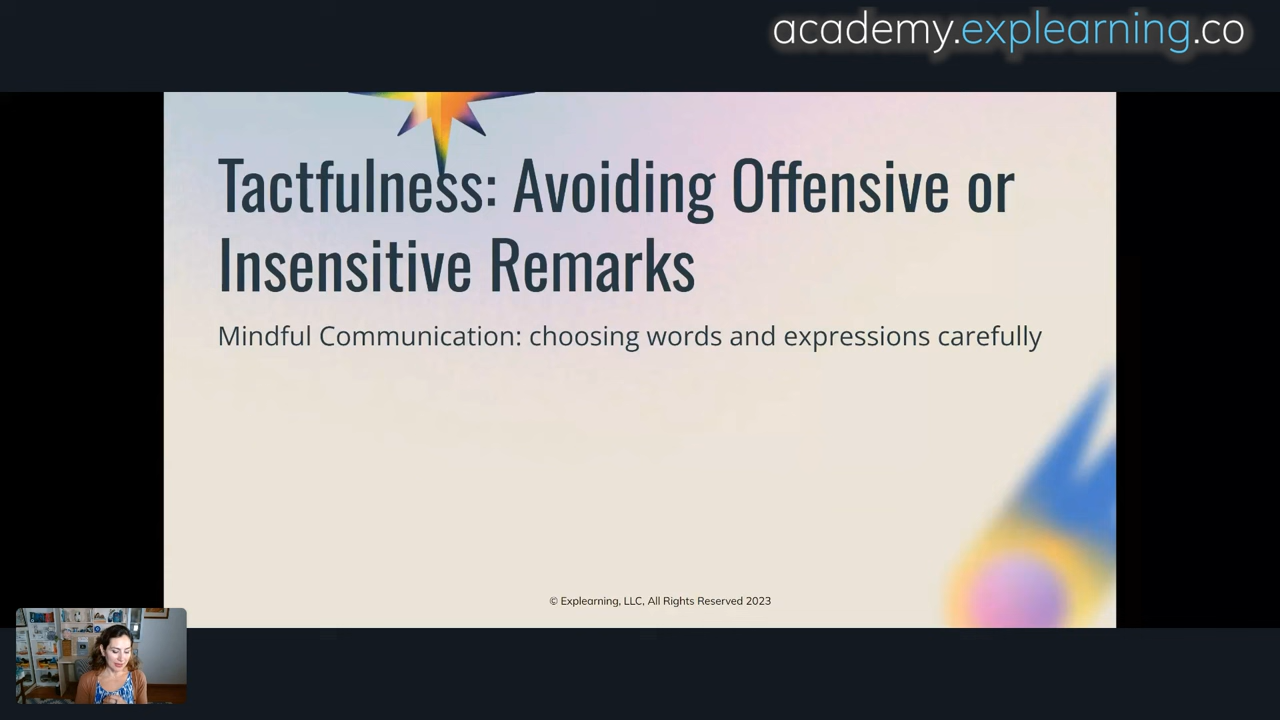 academy.explearning.co
Tactfulness: Avoiding Offensive or
Insensitive Remarks
Mindful Communication: choosing words and expressions carefully
© Explearning, LLC, All Rights Reserved 2023